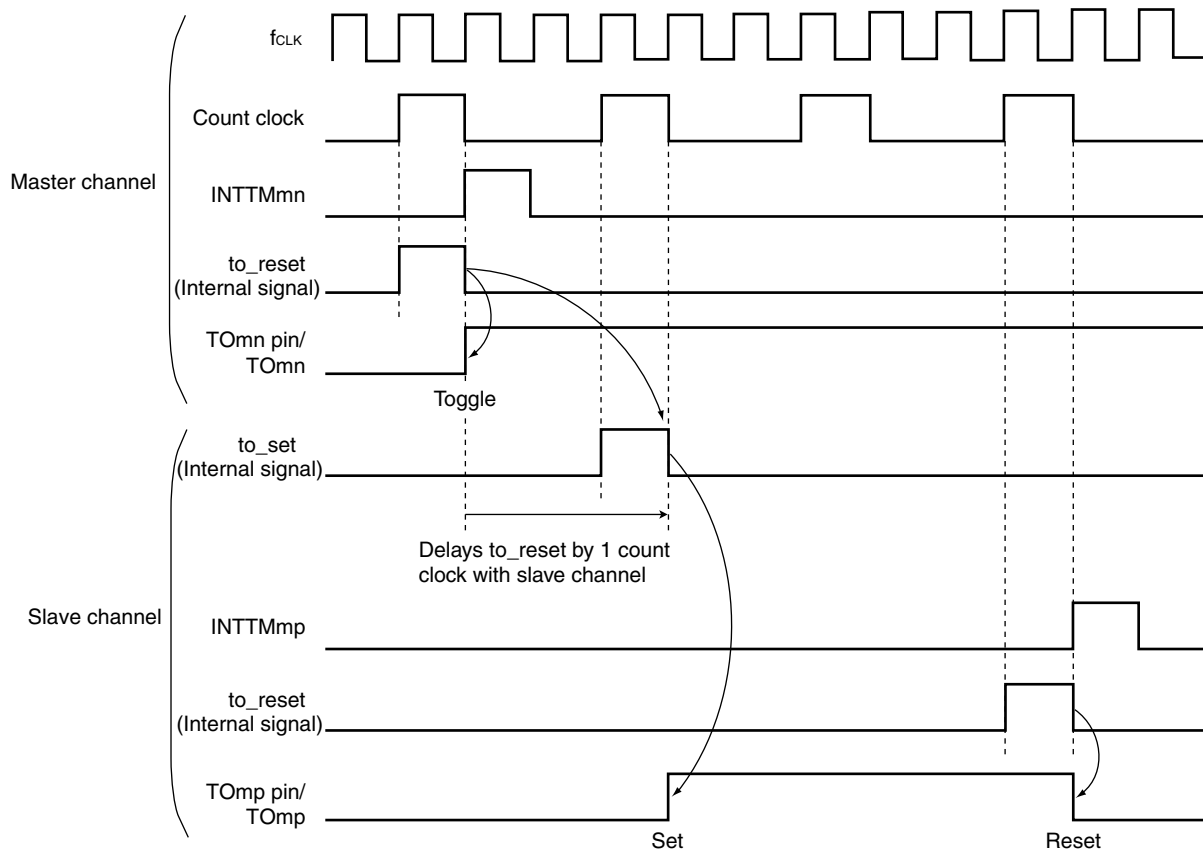 fCLK
Count clock
Master channel
INTTMmn
to_reset
(Internal signal)
TOmn pin/
TOmn
Toggle
to_set
(Internal signal)
Delays to_reset by 1 count
clock with slave channel
Slave channel
INTTMmp
to_reset
(Internal signal)
TOmp pin/
TOmp
Set
Reset